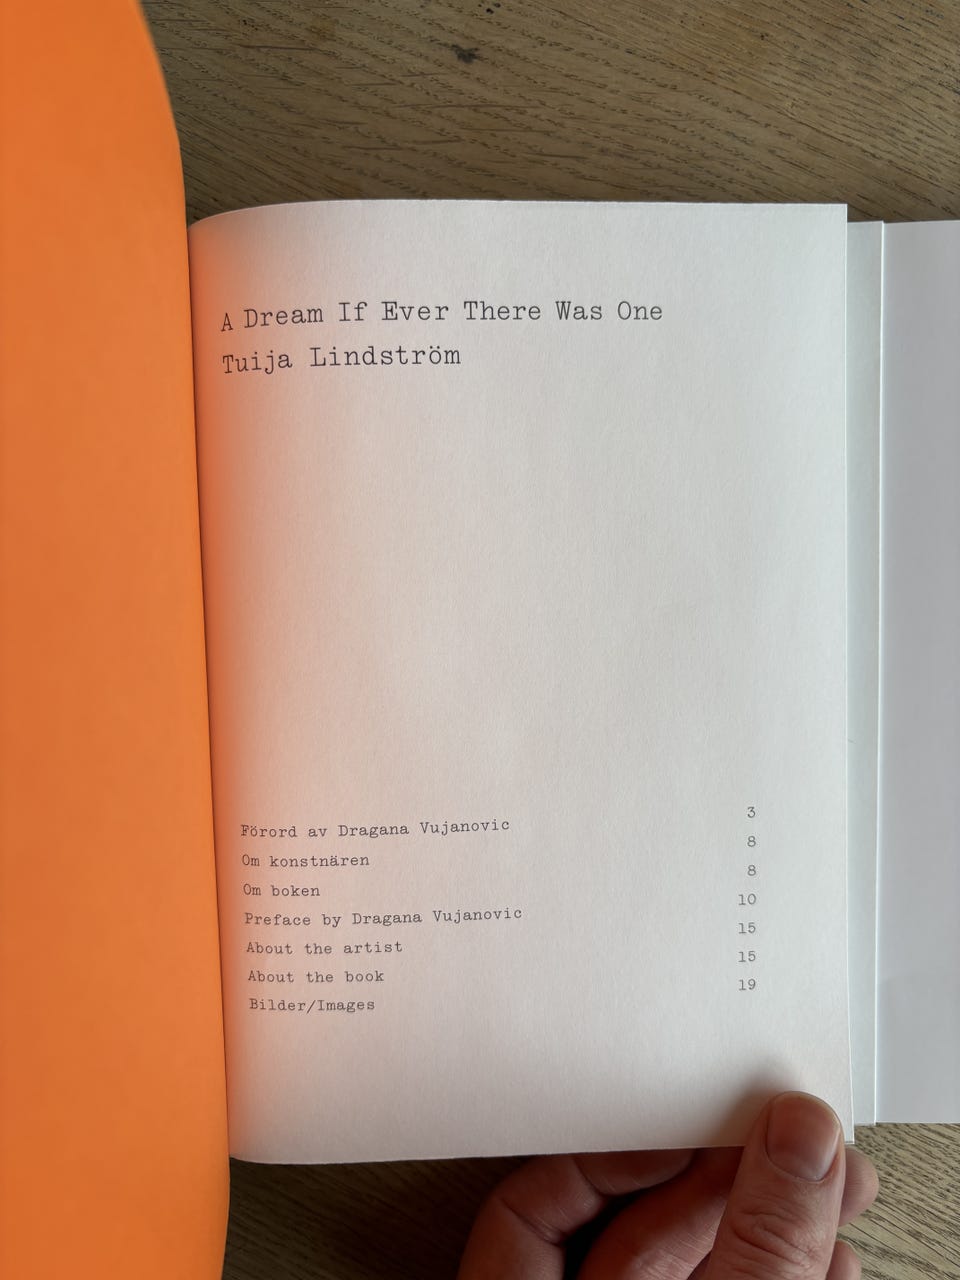 A Dream If Ever There Was One
Tuija Lindström
Förord av Dragana Vujanovic 3
Om konstnären 8
Om boken 8
Preface by Dragana Vujanovic 10
About the artist 15
About the book 15
Bilder/Images 19